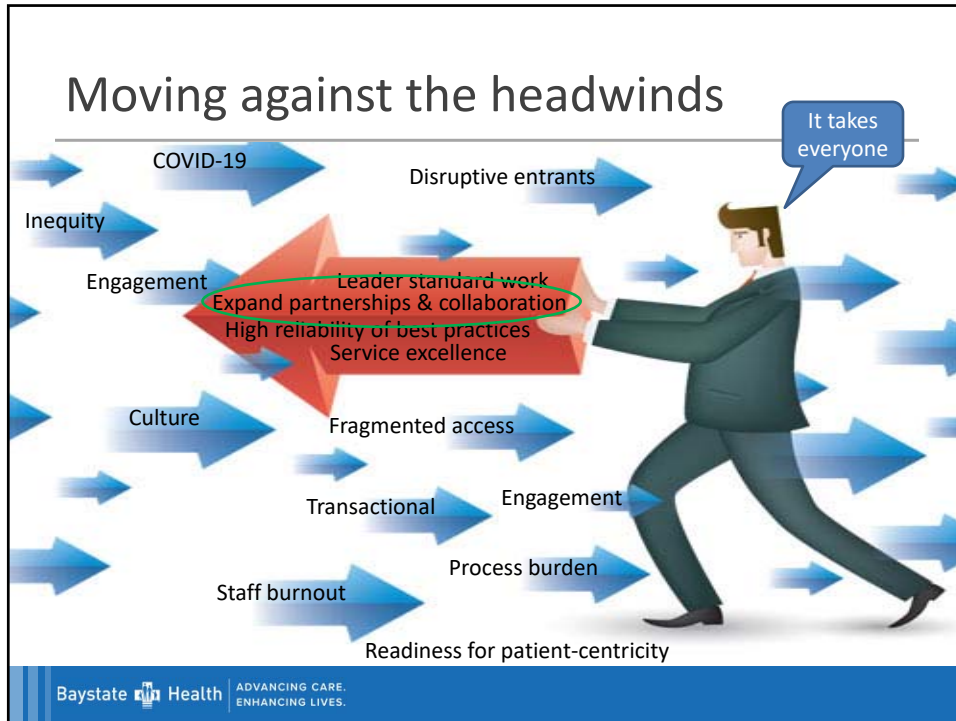 Moving against the headwinds
It takes
everyone
COVID-19
Disruptive entrants
Inequity
Engagement
Leader standard work
Expand partnerships & collaboration
High reliability of best practices
Service excellence
Culture
Fragmented access
Transactional
Engagement
Process burden
Staff burnout
Readiness for patient-centricity
Baystate Health
ADVANCING CARE.
ENHANCING LIVES.